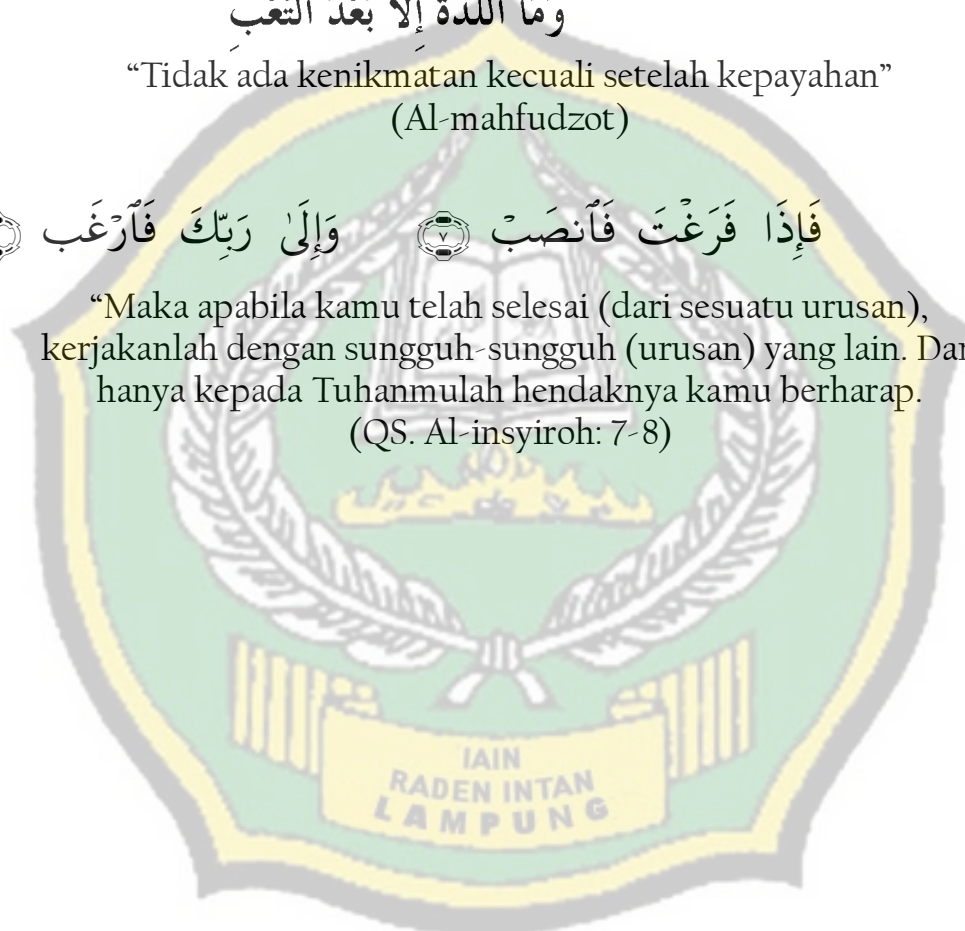 وَمَا اللَّذَّةُ إِلَّا بَعْدَ التَّعَبِ
“Tidak ada kenikmatan kecuali setelah kepayahan”
(Al-mahfudzot)
فَإِذَا فَرَغْتَ فَٱنصَبْ ٧ وَإِلَىٰ رَبِّكَ فَٱرْغَب
“Maka apabila kamu telah selesai (dari sesuatu urusan),
kerjakanlah dengan sungguh-sungguh (urusan) yang lain. Dan
hanya kepada Tuhanmulah hendaknya kamu berharap.
(QS. Al-insyiroh: 7-8)
IAIN
RADEN INTAN
LAMPUNG